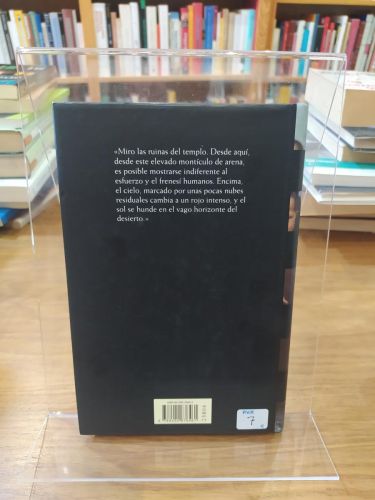 «Miro las ruinas del templo. Desde aquí,
desde este elevado montículo de arena,
es posible mostrarse indiferente al
esfuerzo y el frenesí humanos. Encima,
el cielo, marcado por unas pocas nubes
residuales cambia a un rojo intenso, y el
sol se hunde en el vago horizonte del
desierto.»
7